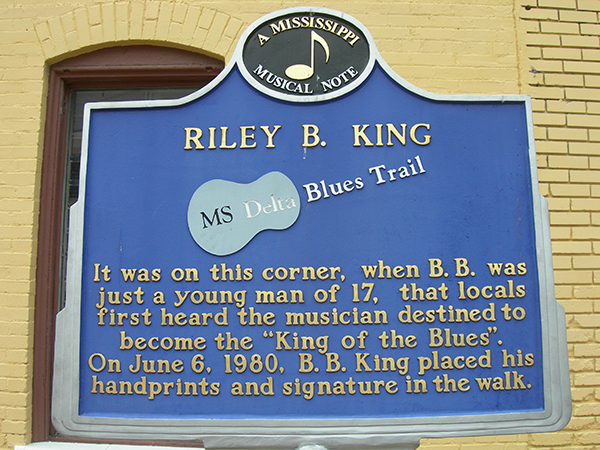 A MISSISSIPPI
MUSICAL NOTE
RILEY B. KING
MS Delta Blues Trail
It was on this corner, when B.B. was
just a young man of 17, that locals
first heard the musician destined to
become the "King of the Blues".
On June 6, 1980, B.B. King placed his
handprints and signature in the walk.